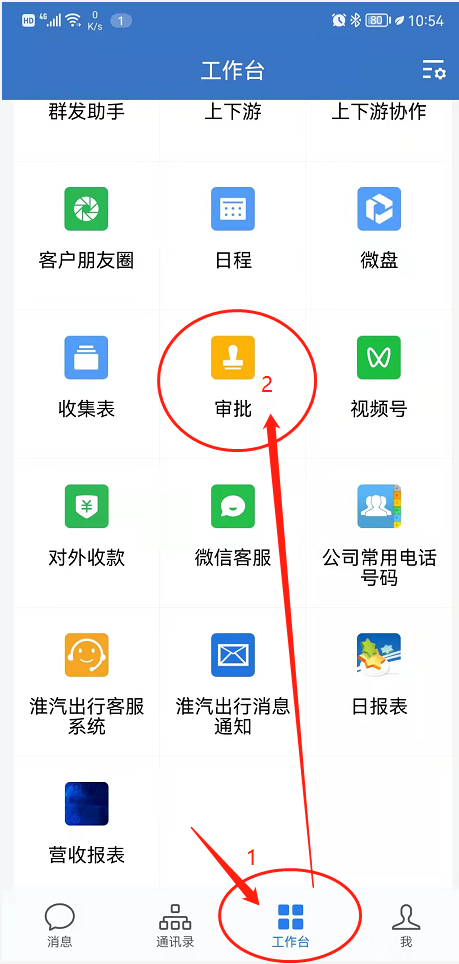 HD 4G 0 K/s 1 80 10:54
工作台
群发助手 上下游 上下游协作
客户朋友圈 日程 微盘
2
收集表 审批 视频号
对外收款 微信客服 公司常用电话
号码
淮汽出行客服 淮汽出行消息 日报表
系统 通知
营收报表
1
消息 通讯录 工作台 我